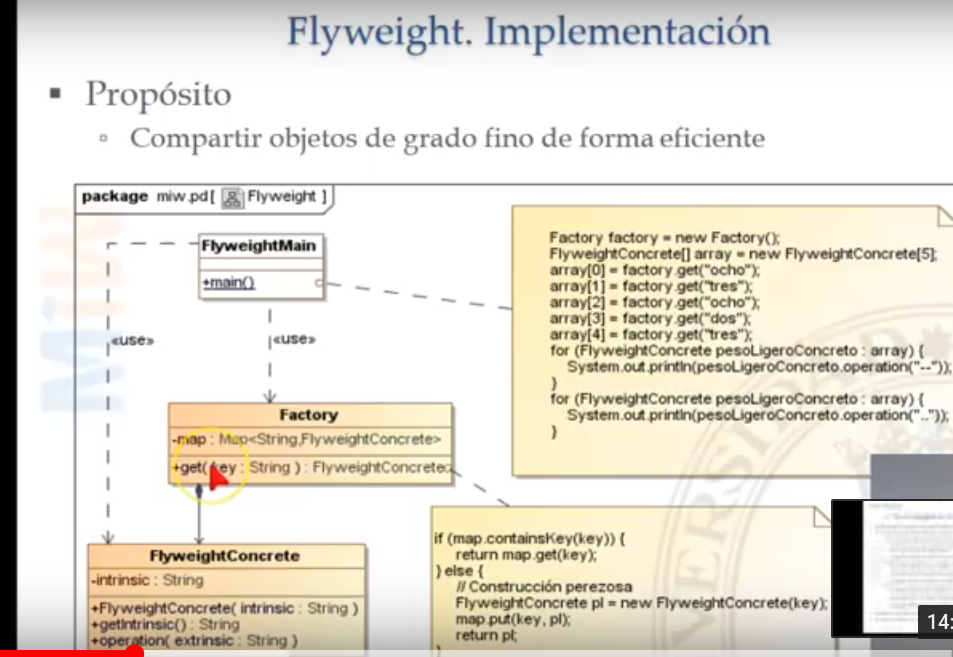 Flyweight. Implementación
▪ Propósito
▫ Compartir objetos de grado fino de forma eficiente
package miw.pd[ Flyweight ]
FlyweightMain
+main()
«use»
«use»
Factory
-map : Map<String,FlyweightConcrete>
+get( key : String ) : FlyweightConcrete
FlyweightConcrete
-intrinsic : String
+FlyweightConcrete( intrinsic : String )
+getIntrinsic() : String
+operation( extrinsic : String )
Factory factory = new Factory();
FlyweightConcrete[] array = new FlyweightConcrete[5];
array[0] = factory.get("ocho");
array[1] = factory.get("tres");
array[2] = factory.get("ocho");
array[3] = factory.get("dos");
array[4] = factory.get("tres");
for (FlyweightConcrete pesoLigeroConcreto : array) {
System.out.println(pesoLigeroConcreto.operation("--"));
}
for (FlyweightConcrete pesoLigeroConcreto : array) {
System.out.println(pesoLigeroConcreto.operation(".."));
}
if (map.containsKey(key)) {
return map.get(key);
} else {
// Construcción perezosa
FlyweightConcrete pl = new FlyweightConcrete(key);
map.put(key, pl);
return pl;
}
14: